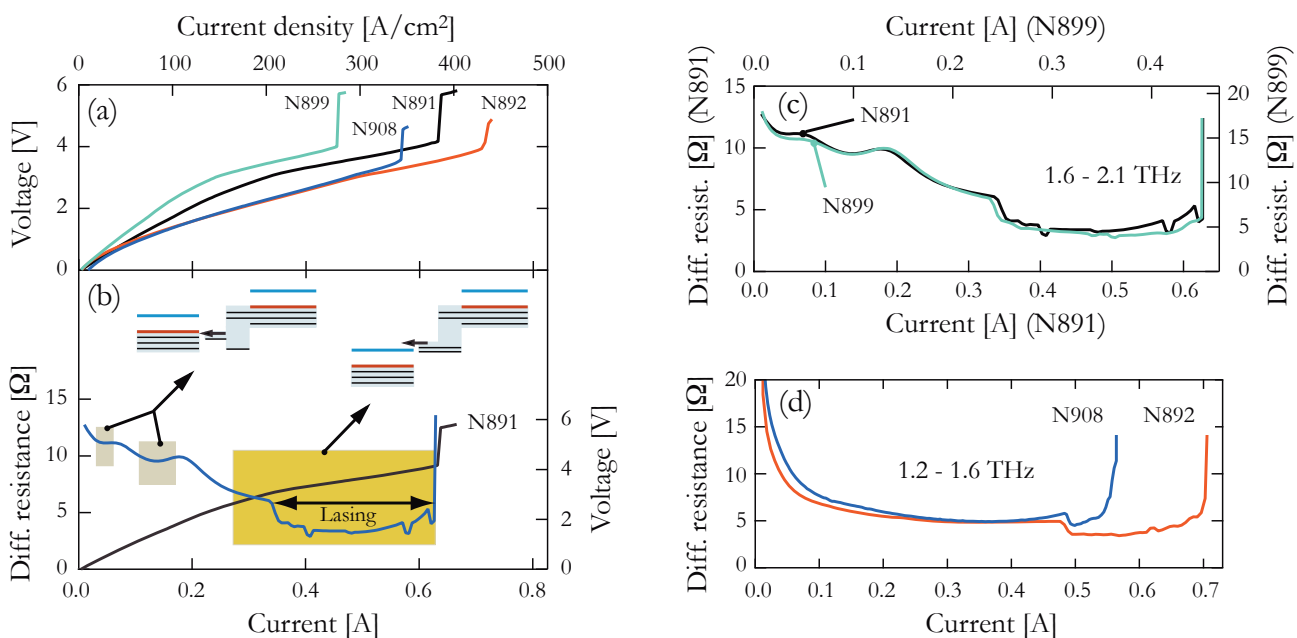 Current density [A/cm²]
0 100 200 300 400 500
6
4
2
0
Voltage [V]
(a)
N899
N891
N892
N908
(b)
15
10
5
0
Diff. resistance [Ω]
N891
Lasing
6
4
2
0
Voltage [V]
0.0 0.2 0.4 0.6 0.8
Current [A]
Current [A] (N899)
0.0 0.1 0.2 0.3 0.4
15
10
5
0
Diff. resist. [Ω] (N891)
(c)
N891
N899
1.6 - 2.1 THz
20
15
10
5
0
Diff. resist. [Ω] (N899)
0.0 0.1 0.2 0.3 0.4 0.5 0.6
Current [A] (N891)
20
15
10
5
0
Diff. resistance [Ω]
(d)
N908
N892
1.2 - 1.6 THz
0.0 0.1 0.2 0.3 0.4 0.5 0.6 0.7
Current [A]